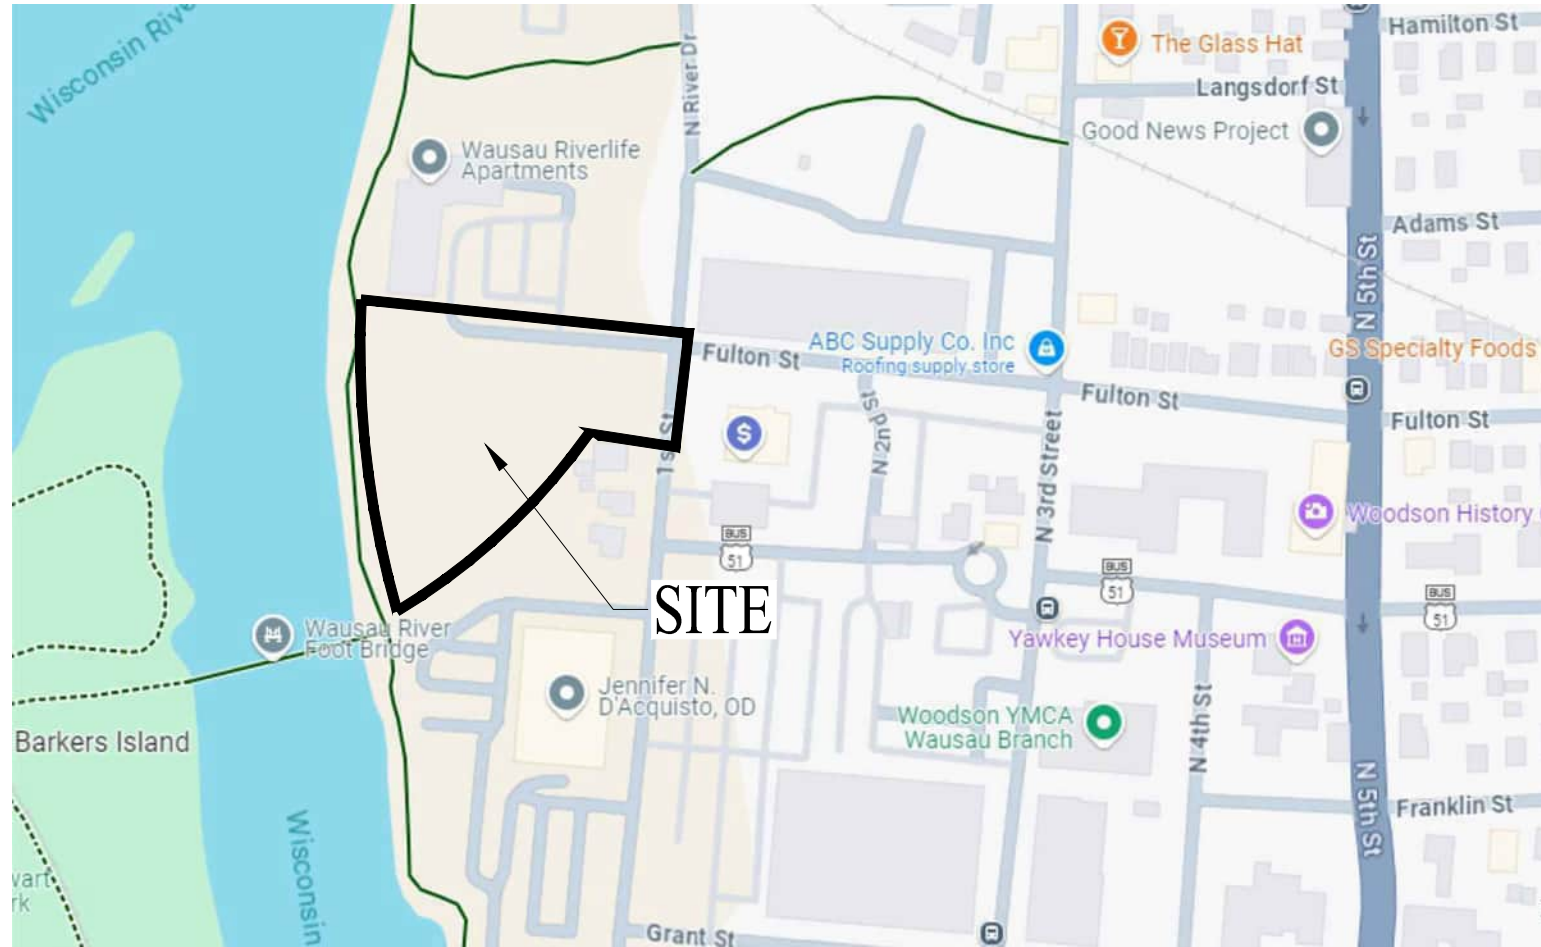 Wisconsin Rive
N River Dr
The Glass Hat
Hamilton St
Langsdorf St
Good News Project
Wausau Riverlife
Apartments
Adams St
N 5th St
ABC Supply Co. Inc
Roofing supply store
GS Specialty Foods
Fulton St
Fulton St
Fulton St
1st St
N 2nd St
$
N 3rd Street
Woodson History
BUS
51
BUS
51
BUS
51
SITE
Wausau River
Foot Bridge
Yawkey House Museum
Jennifer N.
D'Acquisto, OD
Woodson YMCA
Wausau Branch
N 4th St
Barkers Island
N 5th St
Franklin St
Wisconsin
wart
rk
Grant St